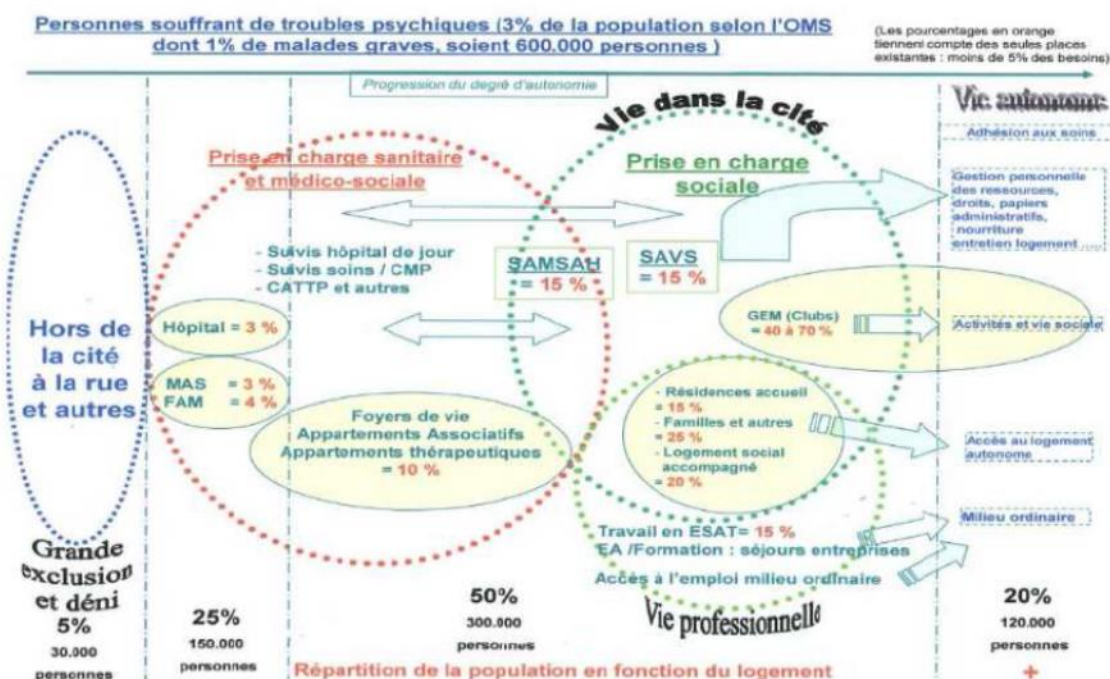 Personnes souffrant de troubles psychiques (3% de la population selon l'OMS
dont 1% de malades graves, soient 600.000 personnes )
(Les pourcentages en orange
tiennent compte des seules places
existantes : moins de 5% des besoins)
Progression du degré d'autonomie
Vie autonome
Vie dans la cité
Adhésion aux soins
Prise en charge sanitaire
et médico-sociale
Prise en charge
sociale
Gestion personnelle
des ressources,
droits, papiers
administratifs,
nourriture
entretien logement
- Suivis hôpital de jour
- Suivis soins / CMP
- CATTP et autres
SAMSAH
= 15 %
SAVS
= 15 %
Hors de
la cité
à la rue
et autres
Hôpital = 3 %
GEM (Clubs)
= 40 à 70 %
Activités et vie sociale
MAS = 3 %
FAM = 4 %
Foyers de vie
Appartements Associatifs
Appartements thérapeutiques
= 10 %
- Résidences accueil
= 15 %
- Familles et autres
= 25 %
- Logement social
accompagné
= 20 %
Accès au logement
autonome
Milieu ordinaire
Travail en ESAT= 15 %
EA /Formation : séjours entreprises
Accès à l'emploi milieu ordinaire
Vie professionnelle
Grande
exclusion
et déni
5%
30.000
personnes
25%
150.000
personnes
50%
300.000
personnes
20%
120.000
personnes
+
Répartition de la population en fonction du logement